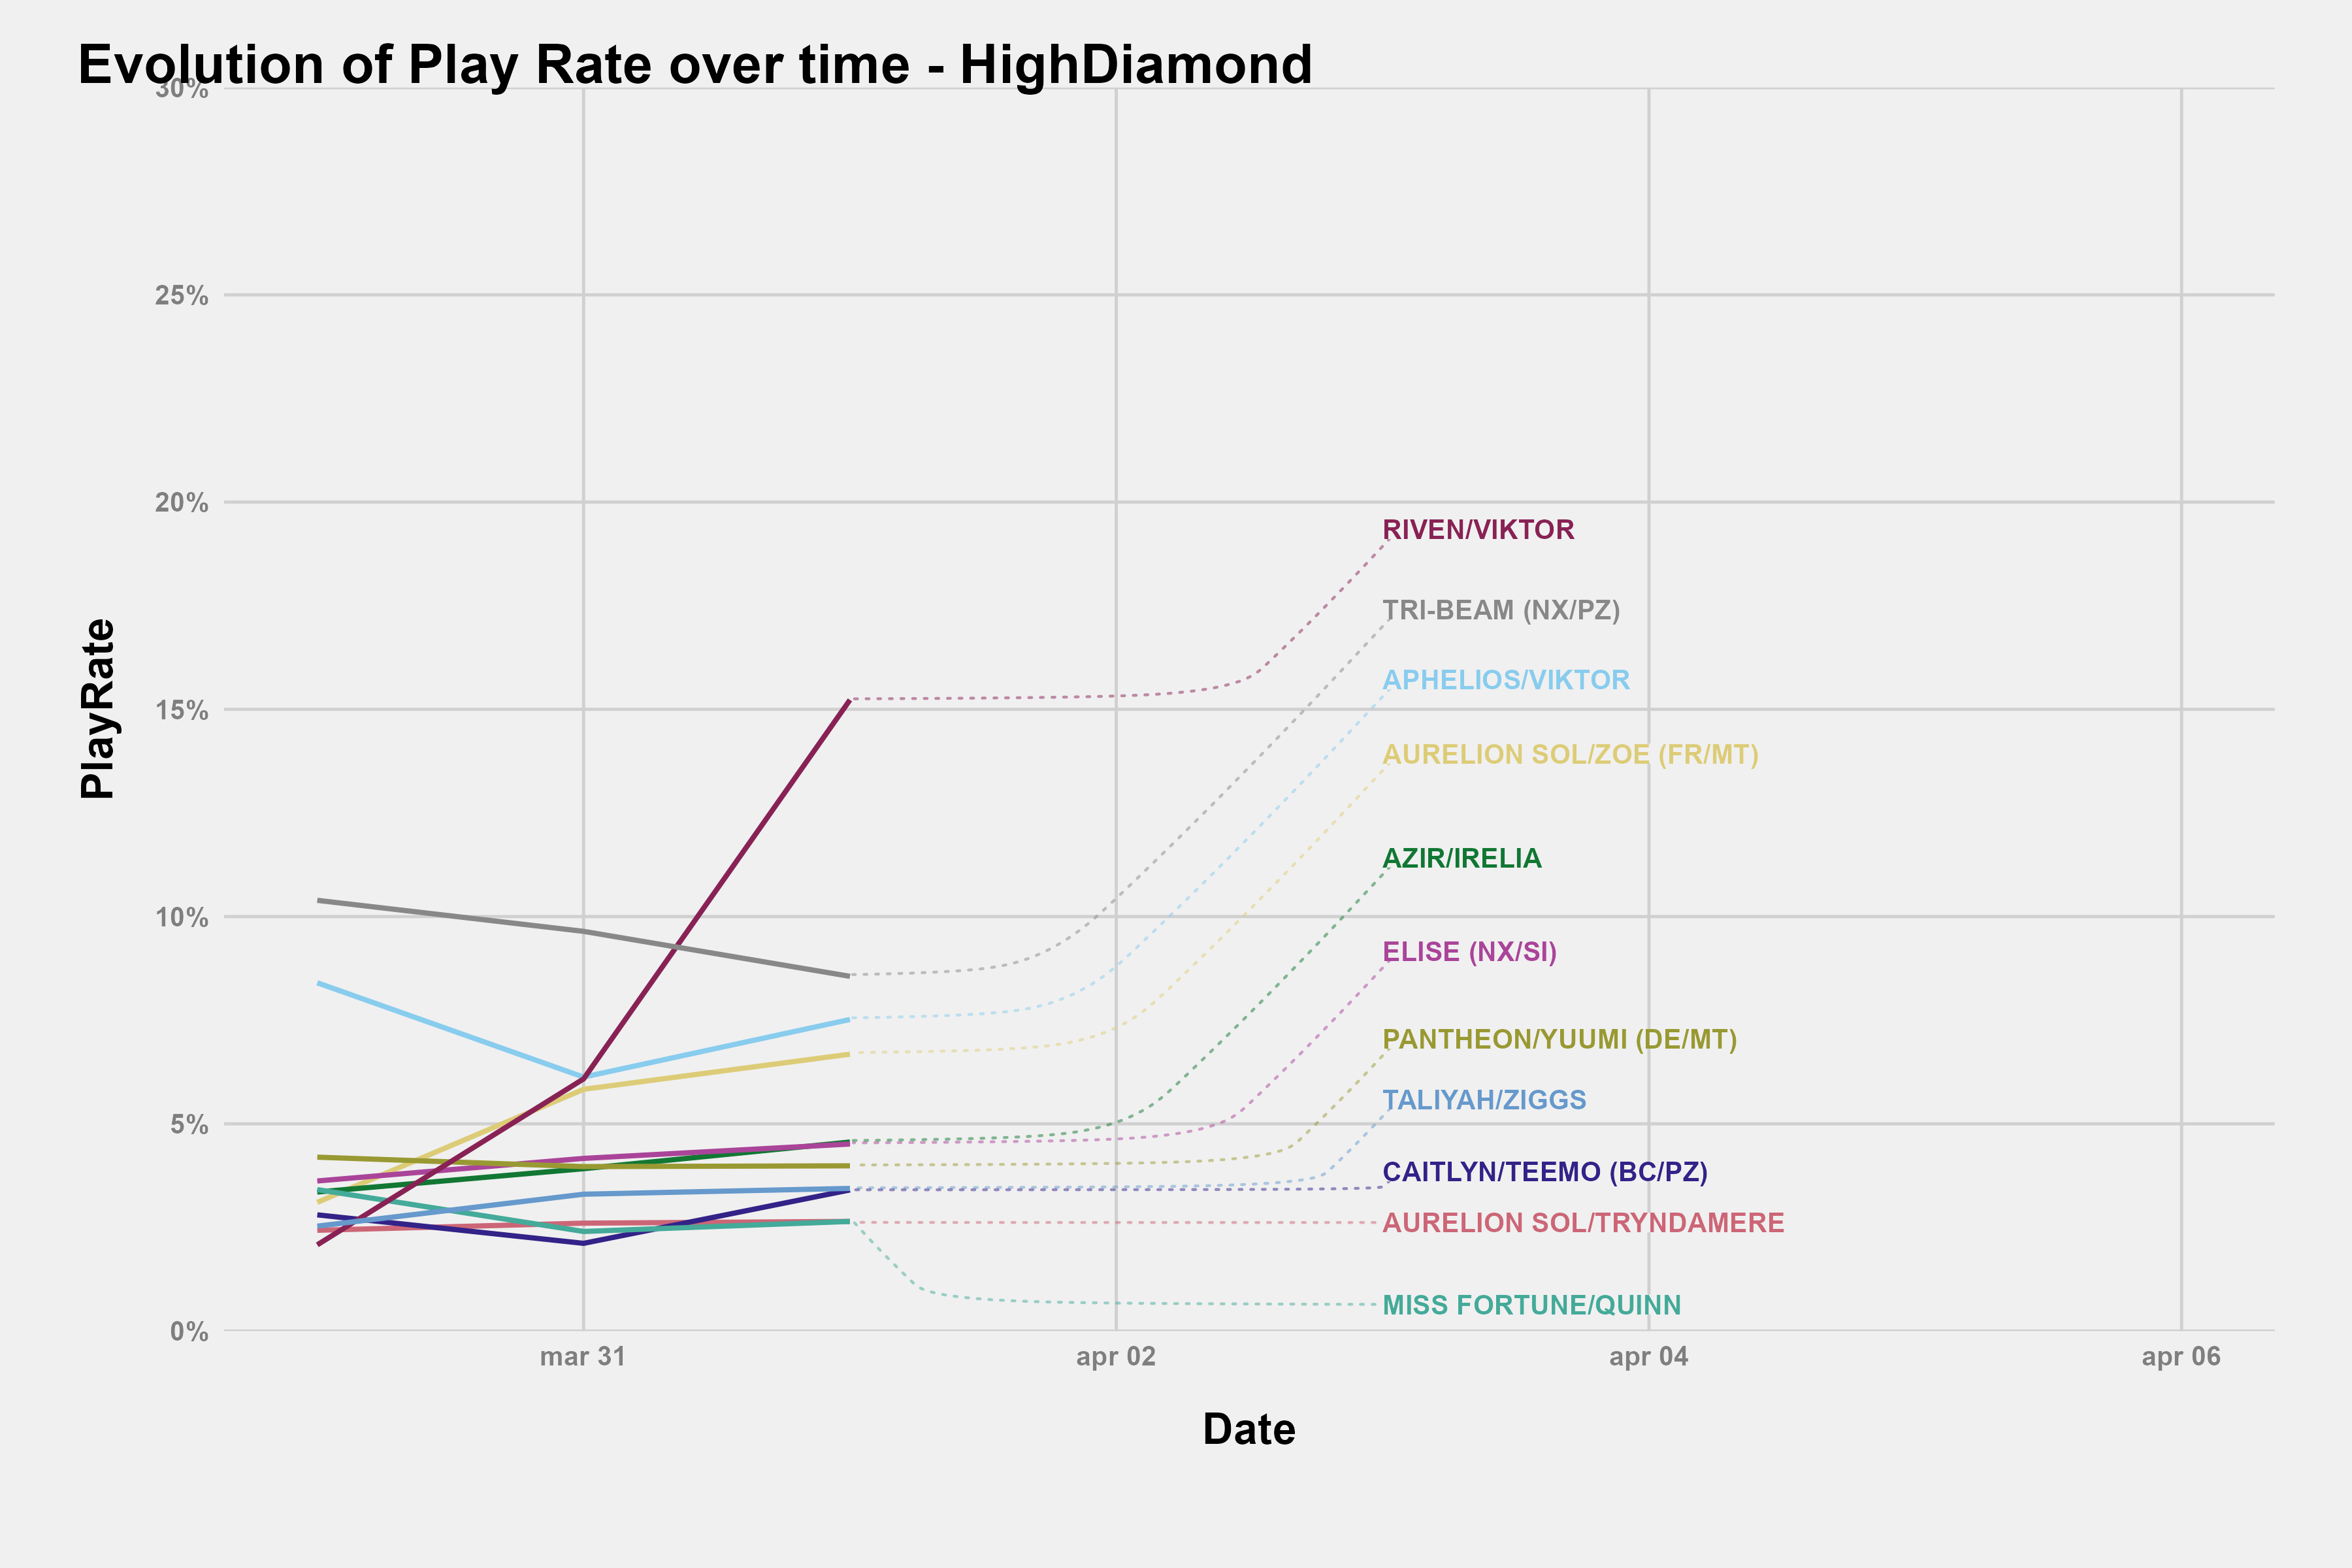 Evolution of Play Rate over time - HighDiamond
30%
25%
20%
15%
10%
5%
0%
PlayRate
RIVEN/VIKTOR
TRI-BEAM (NX/PZ)
APHELIOS/VIKTOR
AURELION SOL/ZOE (FR/MT)
AZIR/IRELIA
ELISE (NX/SI)
PANTHEON/YUUMI (DE/MT)
TALIYAH/ZIGGS
CAITLYN/TEEMO (BC/PZ)
AURELION SOL/TRYNDAMERE
MISS FORTUNE/QUINN
mar 31
apr 02
apr 04
apr 06
Date